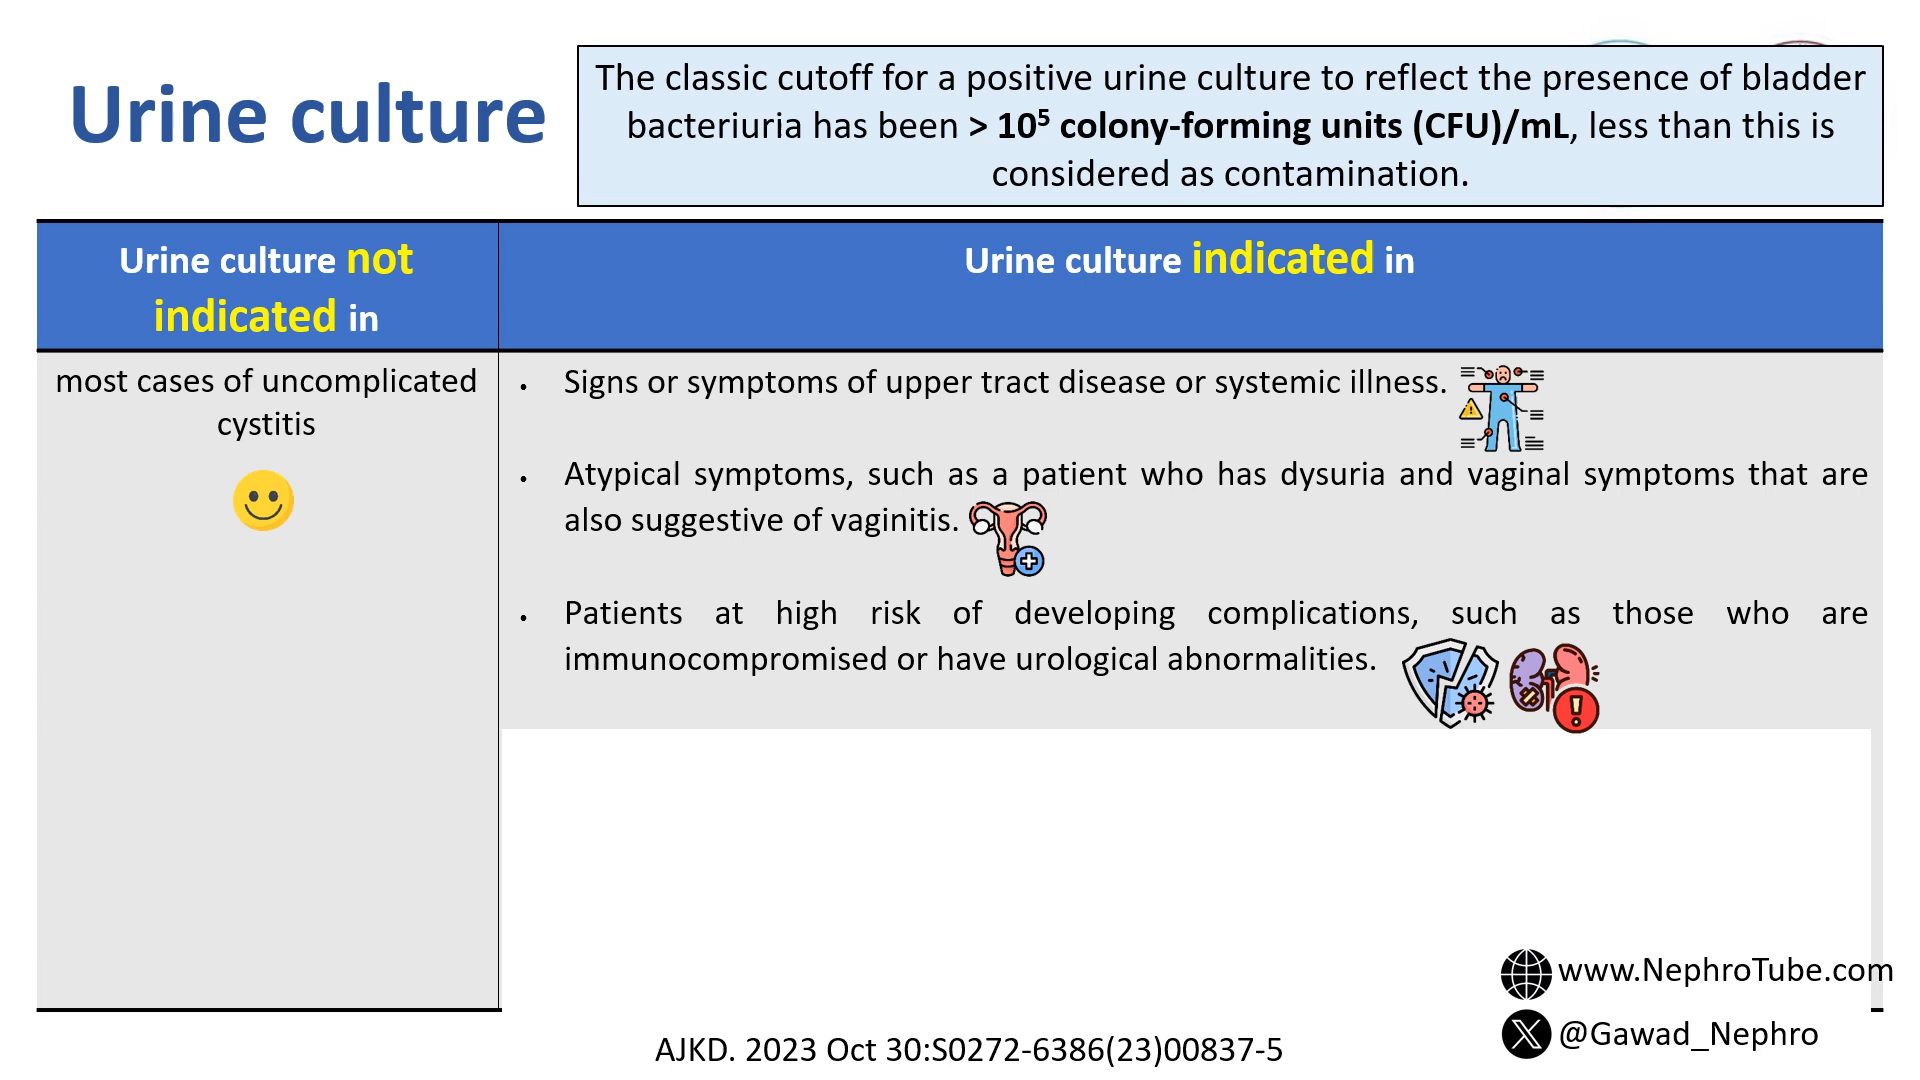 Urine culture
The classic cutoff for a positive urine culture to reflect the presence of bladder
bacteriuria has been > 10⁵ colony-forming units (CFU)/mL, less than this is
considered as contamination.
Urine culture not
indicated in
Urine culture indicated in
most cases of uncomplicated
cystitis
• Signs or symptoms of upper tract disease or systemic illness.
• Atypical symptoms, such as a patient who has dysuria and vaginal symptoms that are
also suggestive of vaginitis.
• Patients at high risk of developing complications, such as those who are
immunocompromised or have urological abnormalities.
www.NephroTube.com
@Gawad_Nephro
AJKD. 2023 Oct 30:S0272-6386(23)00837-5